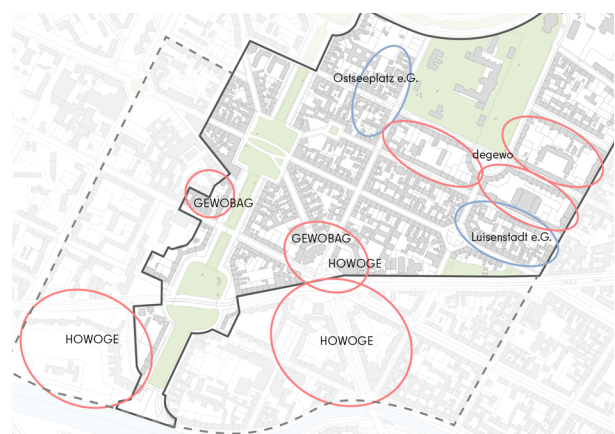 Ostseeplatz e.G.
degewo
GEWOBAG
GEWOBAG
Luisenstadt e.G.
HOWOGE
HOWOGE
HOWOGE